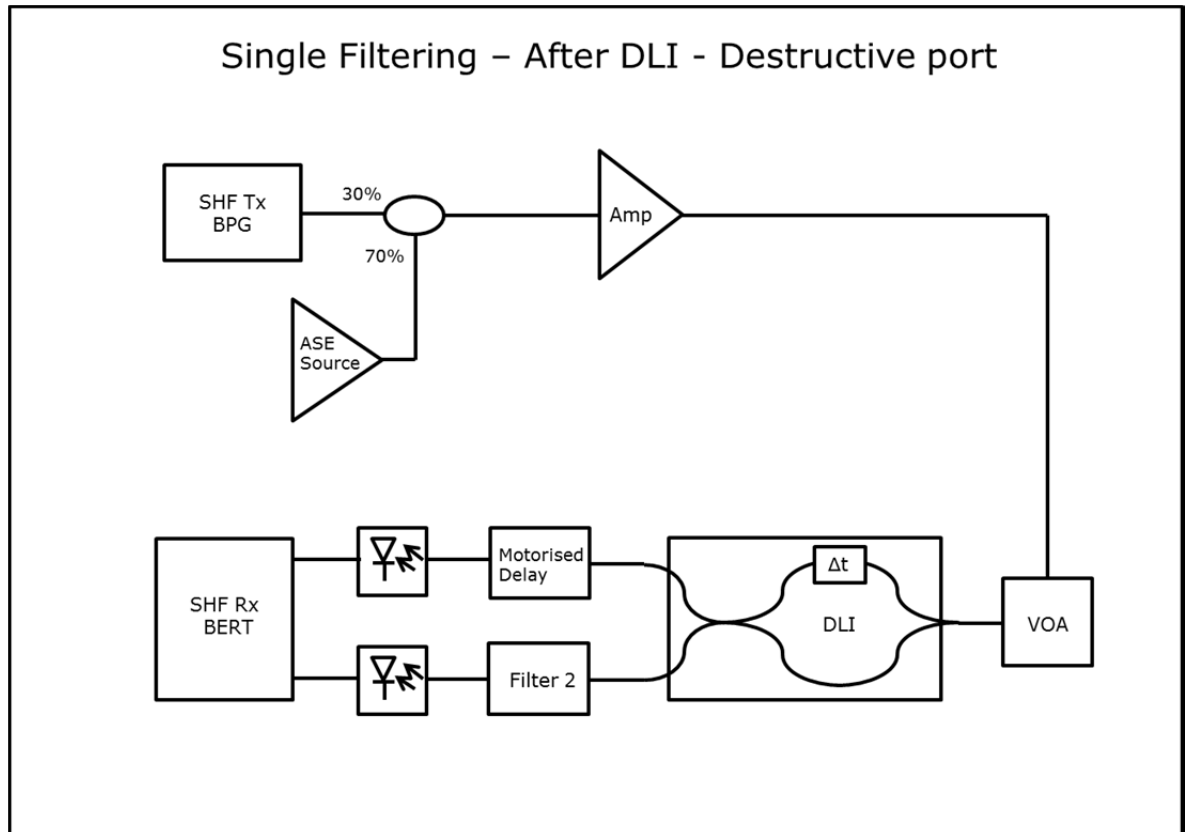 Single Filtering – After DLI - Destructive port
SHF Tx
BPG
30%
70%
Amp
ASE
Source
SHF Rx
BERT
Motorised
Delay
Filter 2
Δt
DLI
VOA